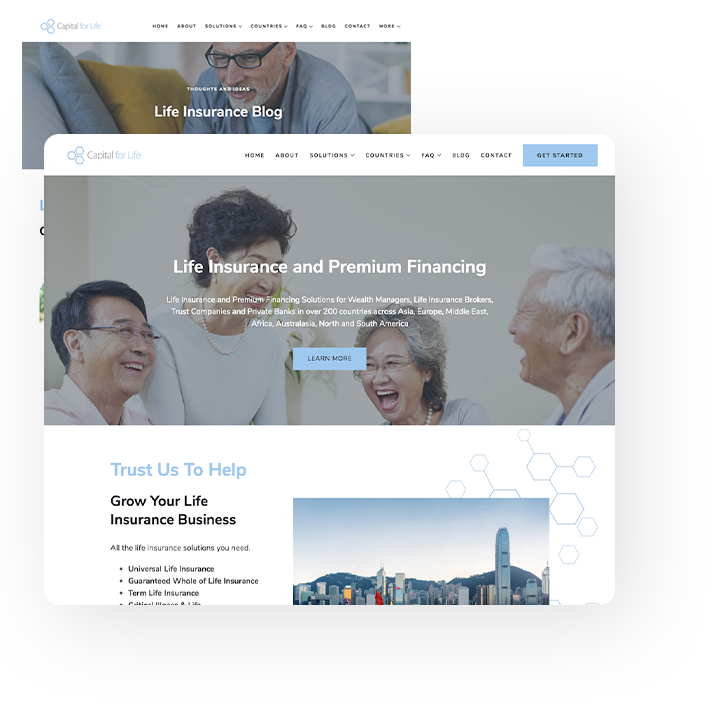 Capital for Life
HOME ABOUT SOLUTIONS COUNTRIES FAQ BLOG CONTACT MORE
THOUGHTS AND IDEAS
Life Insurance Blog
Capital for Life
HOME ABOUT SOLUTIONS COUNTRIES FAQ BLOG CONTACT GET STARTED
Life Insurance and Premium Financing
Life Insurance and Premium Financing Solutions for Wealth Managers, Life Insurance Brokers,
Trust Companies and Private Banks in over 200 countries across Asia, Europe, Middle East,
Africa, Australasia, North and South America
LEARN MORE
Trust Us To Help
Grow Your Life
Insurance Business
All the life insurance solutions you need.
Universal Life Insurance
Guaranteed Whole of Life Insurance
Term Life Insurance
Critical Illness & Life